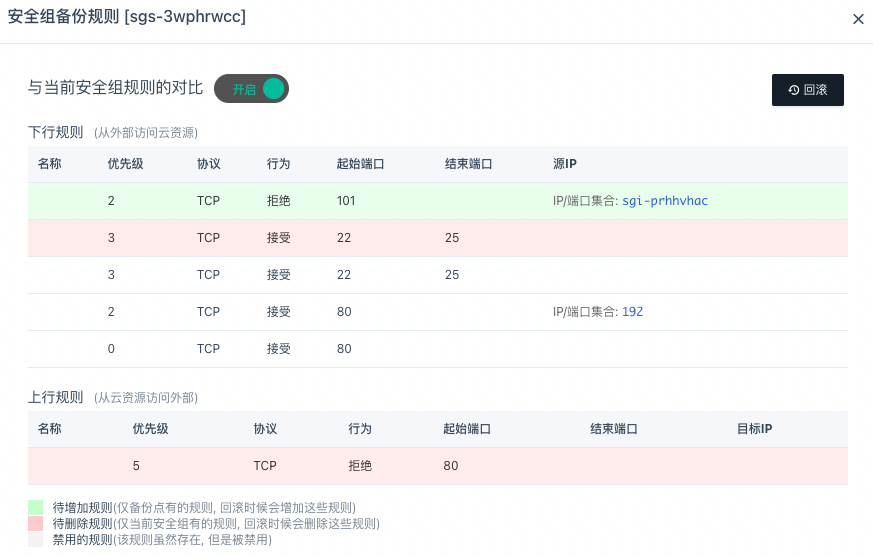 安全组备份规则 [sgs-3wphrwcc]
与当前安全组规则的对比 开启 回滚
下行规则 (从外部访问云资源)
名称 优先级 协议 行为 起始端口 结束端口 源IP
2 TCP 拒绝 101 IP/端口集合: sgi-prhhvhac
3 TCP 接受 22 25
3 TCP 接受 22 25
2 TCP 接受 80 IP/端口集合: 192
0 TCP 接受 80
上行规则 (从云资源访问外部)
名称 优先级 协议 行为 起始端口 结束端口 目标IP
5 TCP 拒绝 80
待增加规则(仅备份点有的规则, 回滚时候会增加这些规则)
待删除规则(仅当前安全组有的规则, 回滚时候会删除这些规则)
禁用的规则(该规则虽然存在, 但是被禁用)